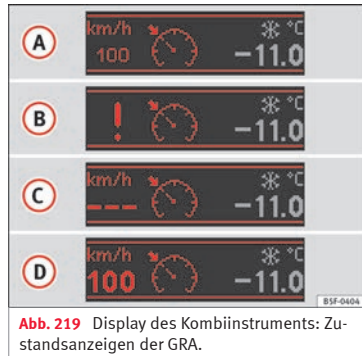 A
km/h
100
°C
-11.0
B
!
°C
-11.0
C
km/h
---
°C
-11.0
D
km/h
100
°C
-11.0
B5F-0404
Abb. 219 Display des Kombiinstruments: Zu-
standsanzeigen der GRA.